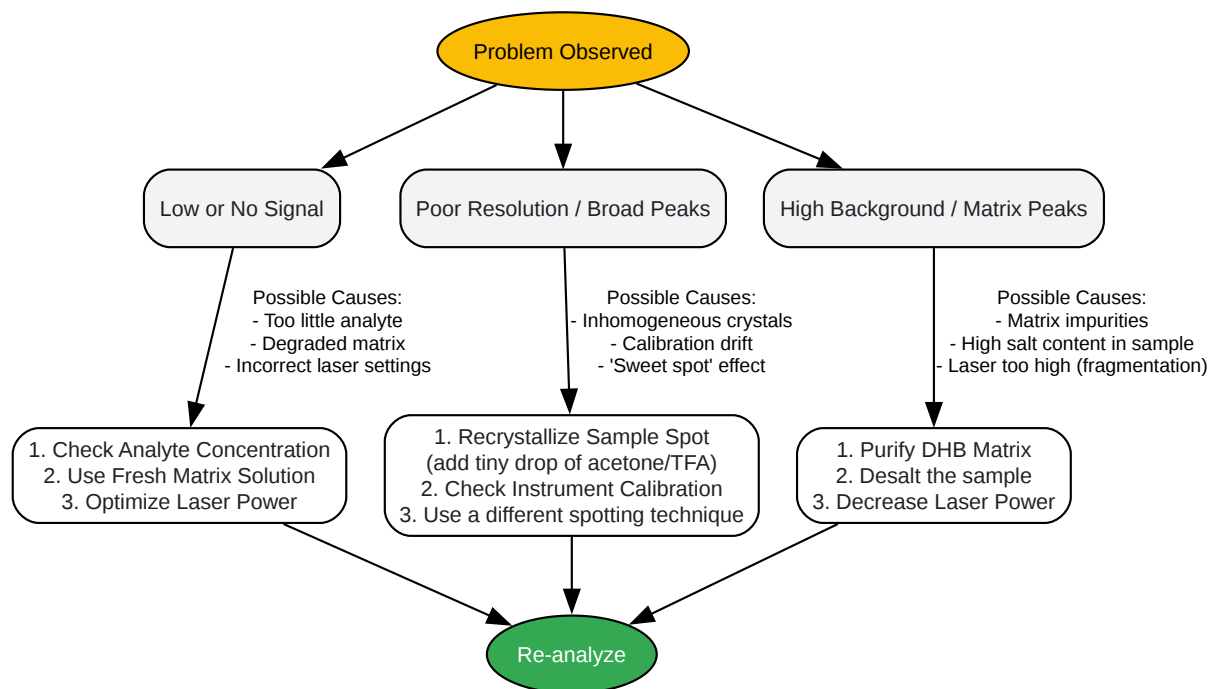 Problem Observed
Low or No Signal
Poor Resolution / Broad Peaks
High Background / Matrix Peaks
Possible Causes:
- Too little analyte
- Degraded matrix
- Incorrect laser settings
Possible Causes:
- Inhomogeneous crystals
- Calibration drift
- 'Sweet spot' effect
Possible Causes:
- Matrix impurities
- High salt content in sample
- Laser too high (fragmentation)
1. Check Analyte Concentration
2. Use Fresh Matrix Solution
3. Optimize Laser Power
1. Recrystallize Sample Spot
(add tiny drop of acetone/TFA)
2. Check Instrument Calibration
3. Use a different spotting technique
1. Purify DHB Matrix
2. Desalt the sample
3. Decrease Laser Power
Re-analyze